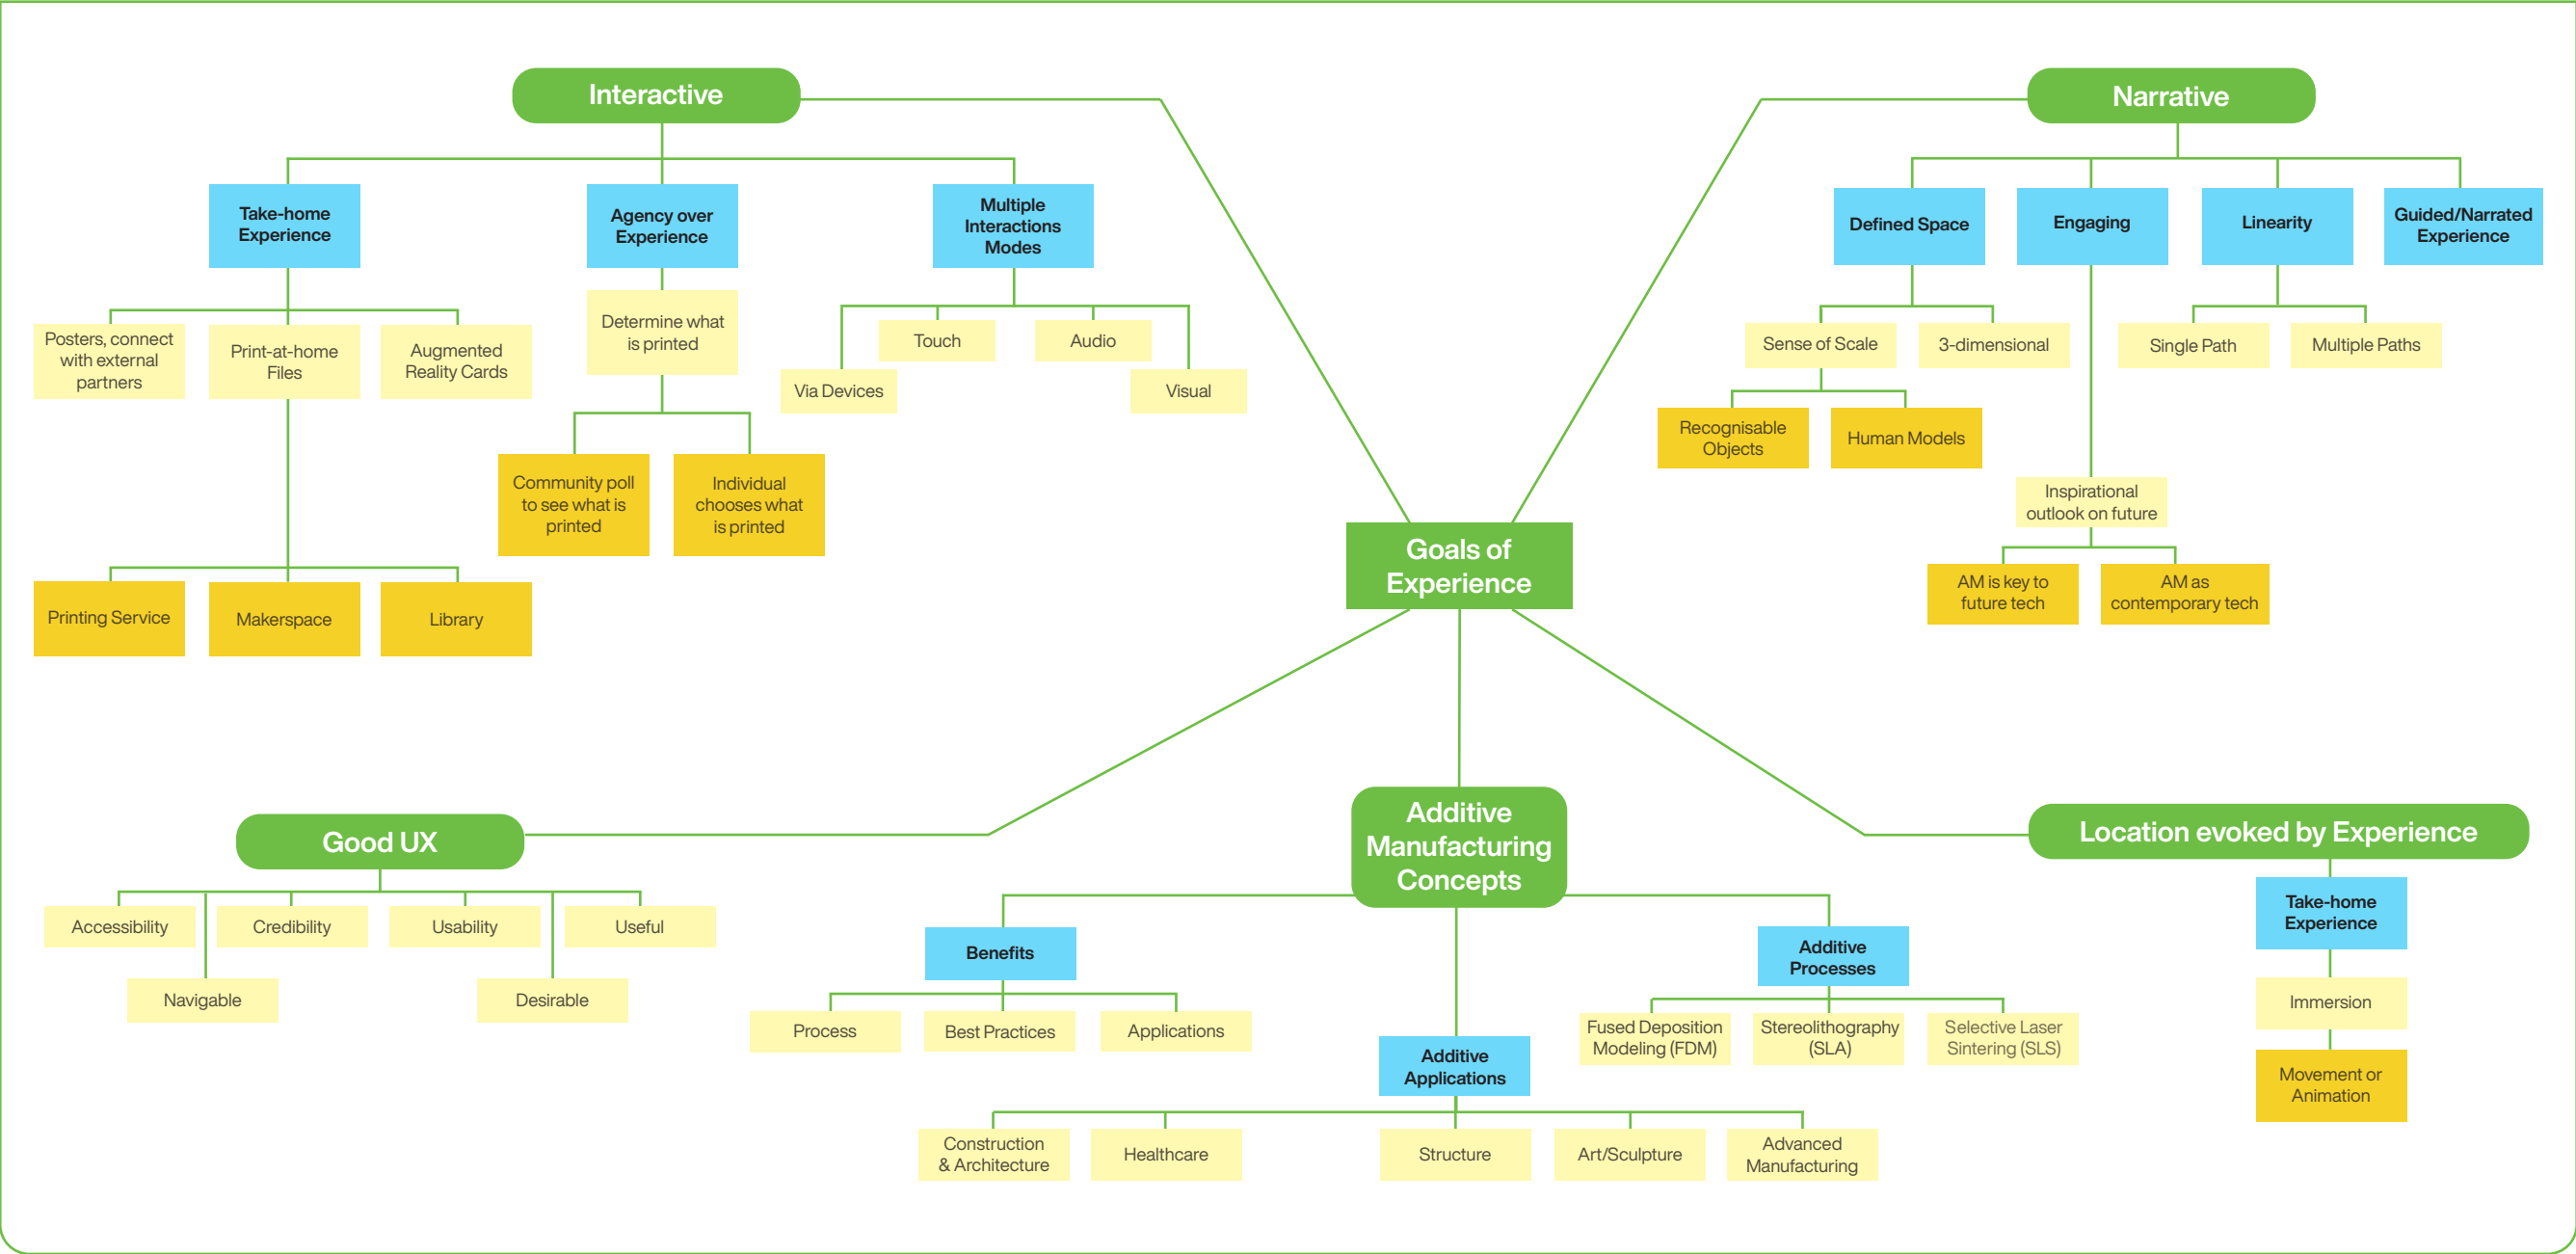 Interactive
Take-home
Experience
Agency over
Experience
Multiple
Interactions
Modes
Posters, connect
with external
partners
Print-at-home
Files
Augmented
Reality Cards
Determine what
is printed
Via Devices
Touch
Audio
Visual
Community poll
to see what is
printed
Individual
chooses what
is printed
Printing Service
Makerspace
Library
Narrative
Defined Space
Engaging
Linearity
Guided/Narrated
Experience
Sense of Scale
3-dimensional
Single Path
Multiple Paths
Recognisable
Objects
Human Models
Inspirational
outlook on future
AM is key to
future tech
AM as
contemporary tech
Goals of
Experience
Good UX
Accessibility
Credibility
Usability
Useful
Navigable
Desirable
Additive
Manufacturing
Concepts
Benefits
Process
Best Practices
Applications
Additive
Applications
Construction
& Architecture
Healthcare
Structure
Art/Sculpture
Advanced
Manufacturing
Additive
Processes
Fused Deposition
Modeling (FDM)
Stereolithography
(SLA)
Selective Laser
Sintering (SLS)
Location evoked by Experience
Take-home
Experience
Immersion
Movement or
Animation